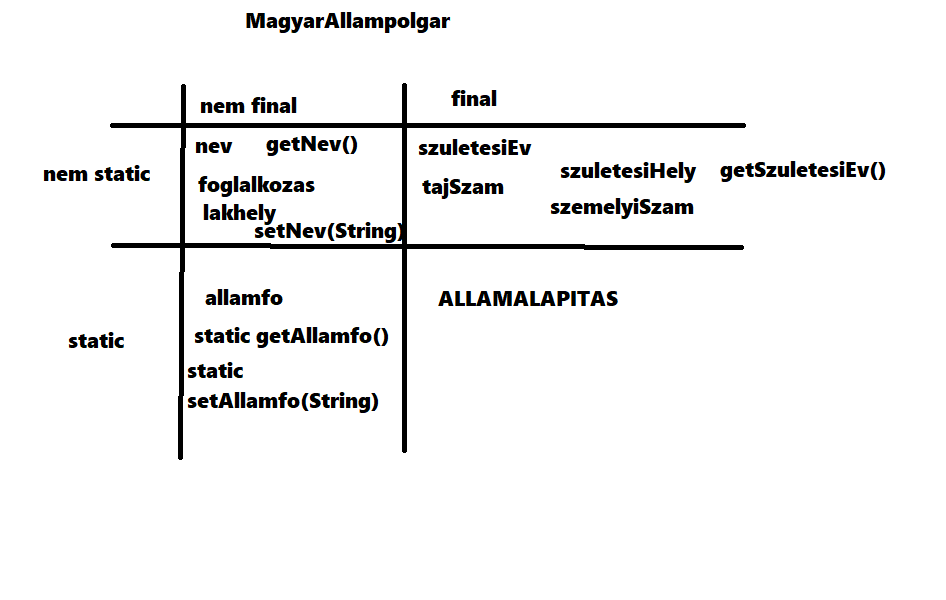 MagyarAllampolgar
nem final
final
nem static
nev getNev()
foglalkozas
lakhely
setNev(String)
szuletesiEv
tajSzam
szuletesiHely
szemelyiSzam
getSzuletesiEv()
static
allamfo
static getAllamfo()
static
setAllamfo(String)
ALLAMALAPITAS